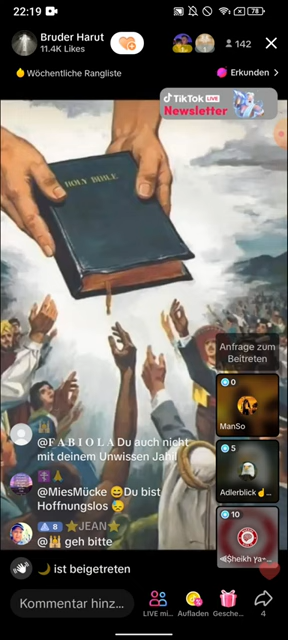 22:19
78
Bruder Harut
11.4K Likes
142
Wöchentliche Rangliste
Erkunden
TikTok LIVE
Newsletter
HOLY BIBLE
Anfrage zum
Beitreten
0
ManSo
@𝐅𝐀𝐁𝐈𝐎𝐋𝐀 Du auch nicht
mit deinem Unwissen Jahil
5
Adlerblick☝️..
@MiesMücke 😄Du bist
Hoffnungslos 😥
10
8 ⭐JEAN⭐
@🕌 geh bitte
🌙 ist beigetreten
Kommentar hinz...
LIVE mi...
Aufladen
Gesche...
4